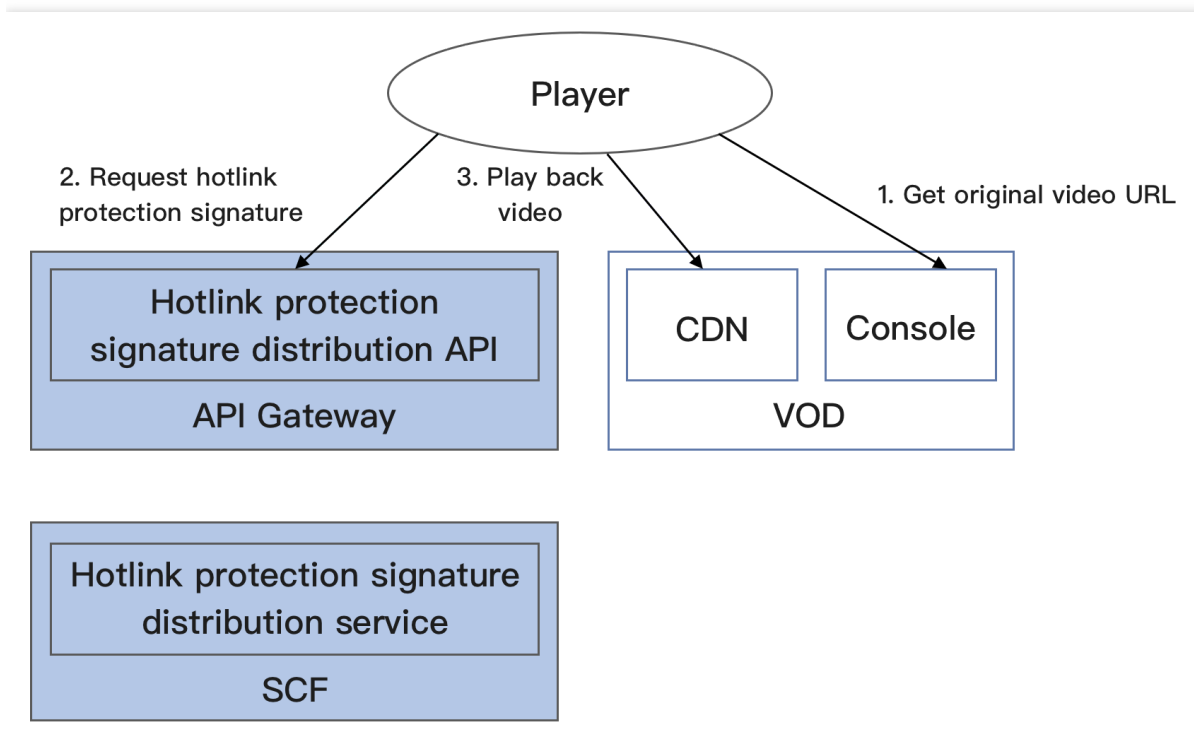 Player
2. Request hotlink
protection signature
3. Play back
video
1. Get original video URL
Hotlink protection
signature distribution API
API Gateway
CDN
Console
VOD
Hotlink protection signature
distribution service
SCF